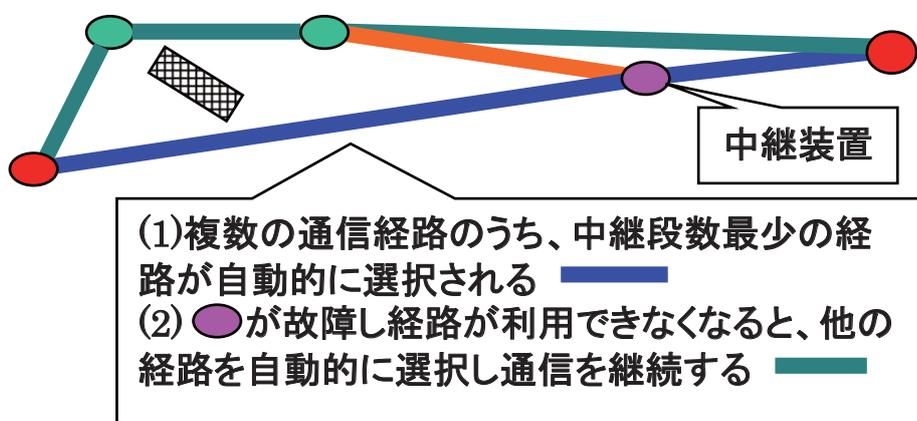 中継装置
(1)複数の通信経路のうち、中継段数最少の経
路が自動的に選択される
(2) が故障し経路が利用できなくなると、他の
経路を自動的に選択し通信を継続する